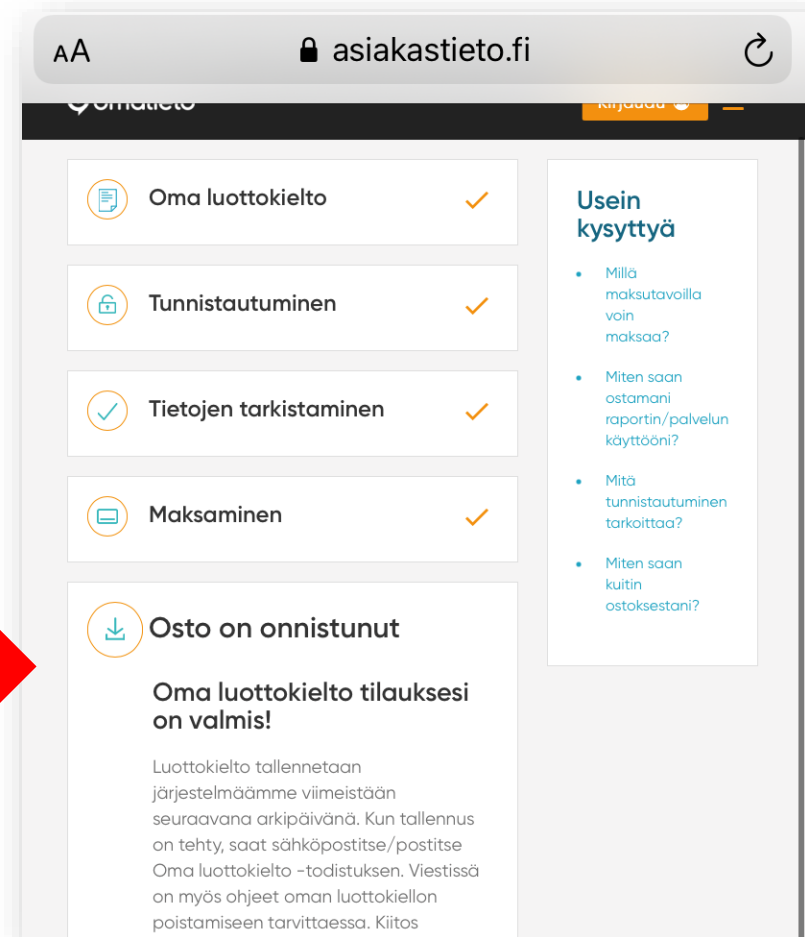 AA
asiakastieto.fi
omatieto
Kirjaudu
Oma luottokielto
Tunnistautuminen
Tietojen tarkistaminen
Maksaminen
Osto on onnistunut
Oma luottokielto tilauksesi
on valmis!
Luottokielto tallennetaan
järjestelmäämme viimeistään
seuraavana arkipäivänä. Kun tallennus
on tehty, saat sähköpostitse/postitse
Oma luottokielto -todistuksen. Viestissä
on myös ohjeet oman luottokiellon
poistamiseen tarvittaessa. Kiitos
Usein
kysyttyä
• Millä
maksutavoilla
voin
maksaa?
• Miten saan
ostamani
raportin/palvelun
käyttööni?
• Mitä
tunnistautuminen
tarkoittaa?
• Miten saan
kuitin
ostoksestani?